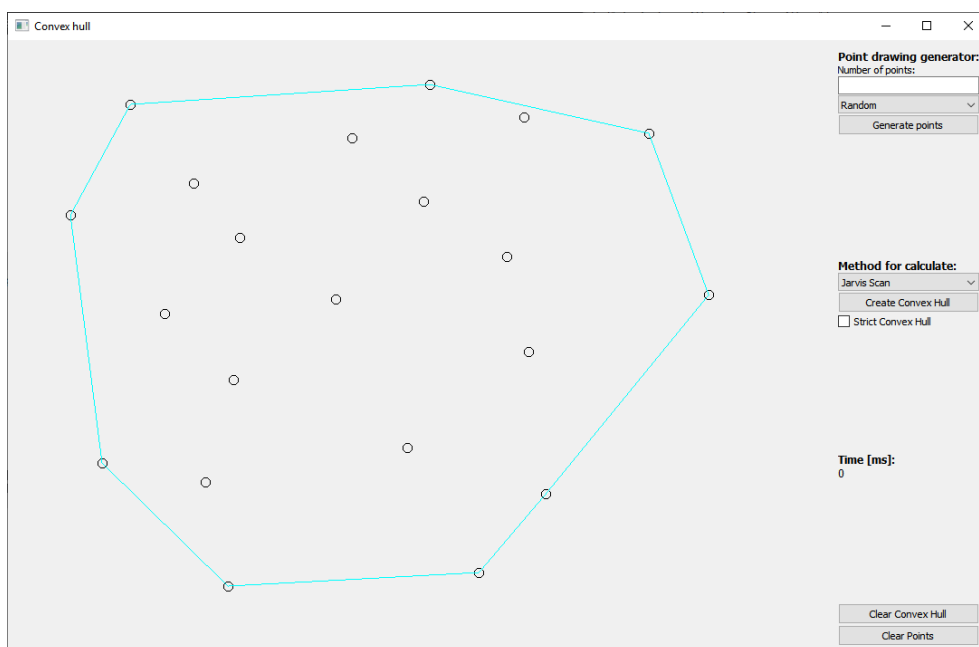 Convex hull
Point drawing generator:
Number of points:
Random
Generate points
Method for calculate:
Jarvis Scan
Create Convex Hull
Strict Convex Hull
Time [ms]:
0
Clear Convex Hull
Clear Points